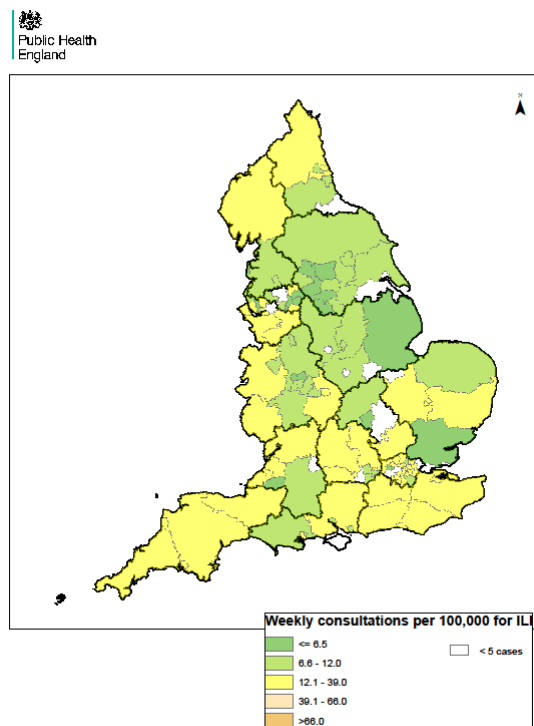 Public Health
England
N
Weekly consultations per 100,000 for ILI
<= 6.5
< 5 cases
6.6 - 12.0
12.1 - 39.0
39.1 - 66.0
>66.0